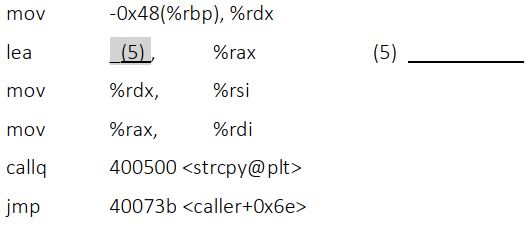 mov -0x48(%rbp), %rdx
lea _(5)_, %rax (5) ____________
mov %rdx, %rsi
mov %rax, %rdi
callq 400500 <strcpy@plt>
jmp 40073b <caller+0x6e>